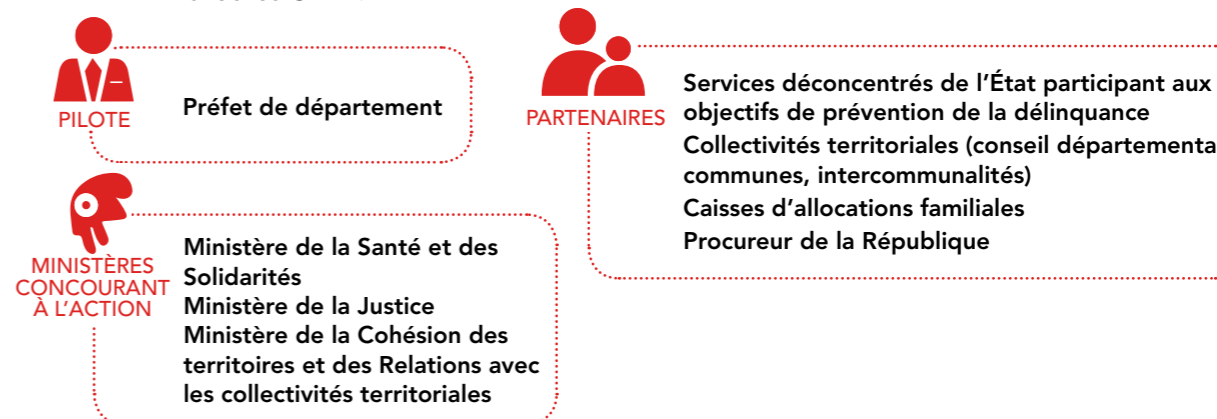 PILOTE
Préfet de département
MINISTÈRES
CONCOURANT
À L'ACTION
Ministère de la Santé et des
Solidarités
Ministère de la Justice
Ministère de la Cohésion des
territoires et des Relations avec
les collectivités territoriales
PARTENAIRES
Services déconcentrés de l'État participant aux
objectifs de prévention de la délinquance
Collectivités territoriales (conseil départementa
communes, intercommunalités)
Caisses d'allocations familiales
Procureur de la République